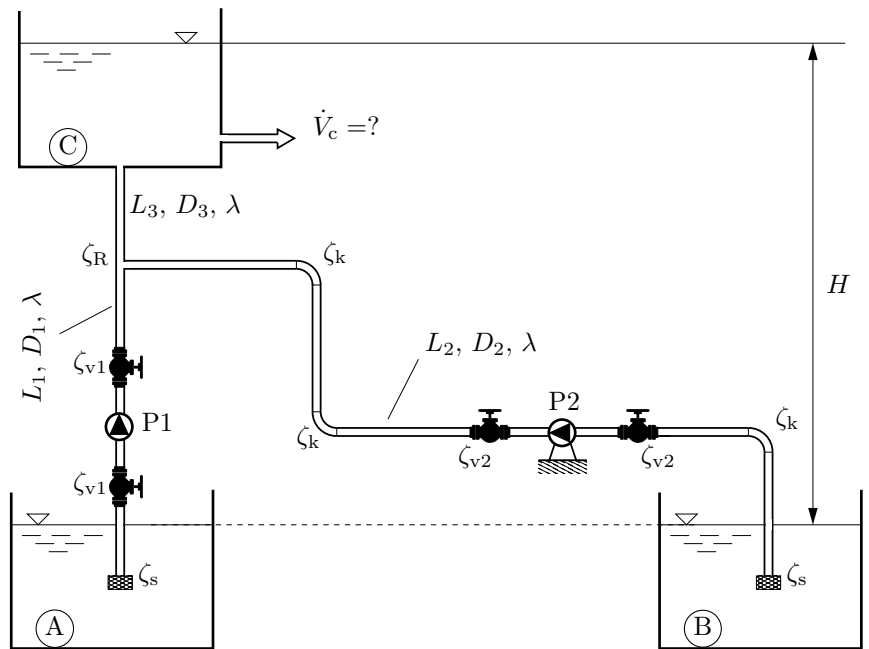 V̇c =?
C
L3, D3, λ
ζR
ζk
H
L1, D1, λ
L2, D2, λ
ζv1
P2
P1
ζk
ζk
ζv2
ζv2
ζv1
ζs
ζs
A
B